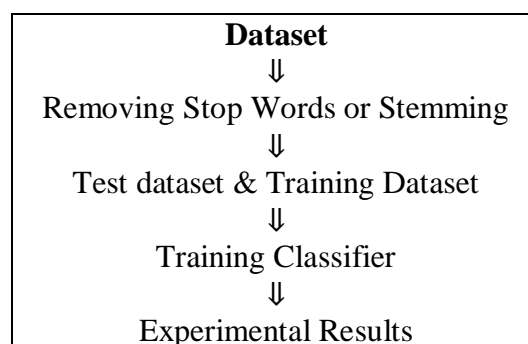 Dataset
⇓
Removing Stop Words or Stemming
⇓
Test dataset & Training Dataset
⇓
Training Classifier
⇓
Experimental Results